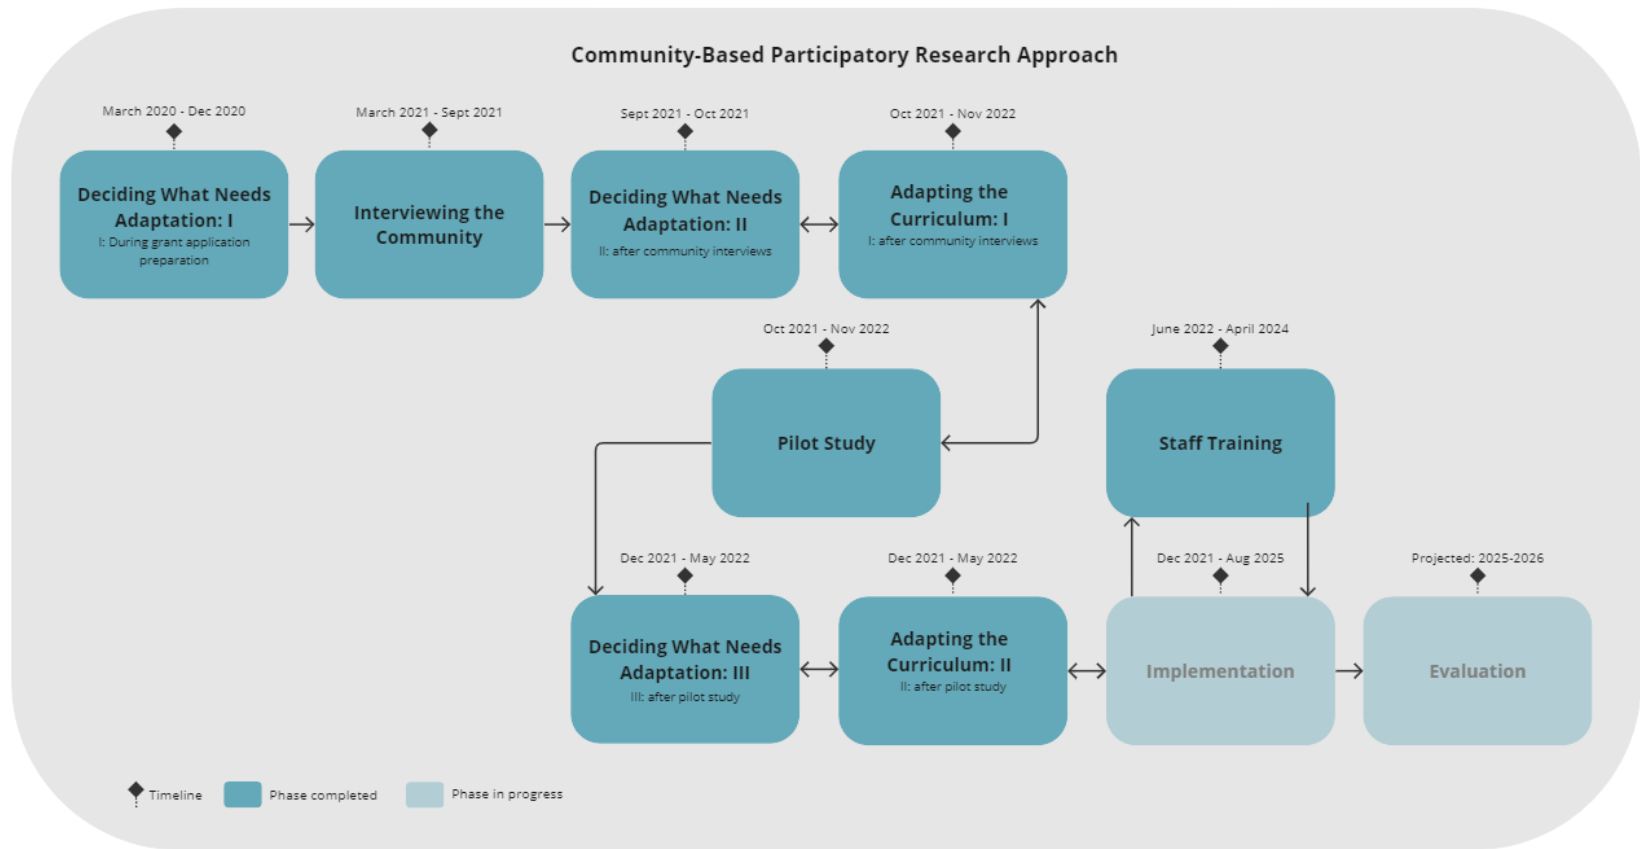 Community-Based Participatory Research Approach
March 2020 - Dec 2020
March 2021 - Sept 2021
Sept 2021 - Oct 2021
Oct 2021 - Nov 2022
Deciding What Needs
Adaptation: I
I: During grant application
preparation
Interviewing the
Community
Deciding What Needs
Adaptation: II
II: after community interviews
Adapting the
Curriculum: I
I: after community interviews
Oct 2021 - Nov 2022
June 2022 - April 2024
Pilot Study
Staff Training
Dec 2021 - May 2022
Dec 2021 - May 2022
Dec 2021 - Aug 2025
Projected: 2025-2026
Deciding What Needs
Adaptation: III
III: after pilot study
Adapting the
Curriculum: II
II: after pilot study
Implementation
Evaluation
Timeline
Phase completed
Phase in progress